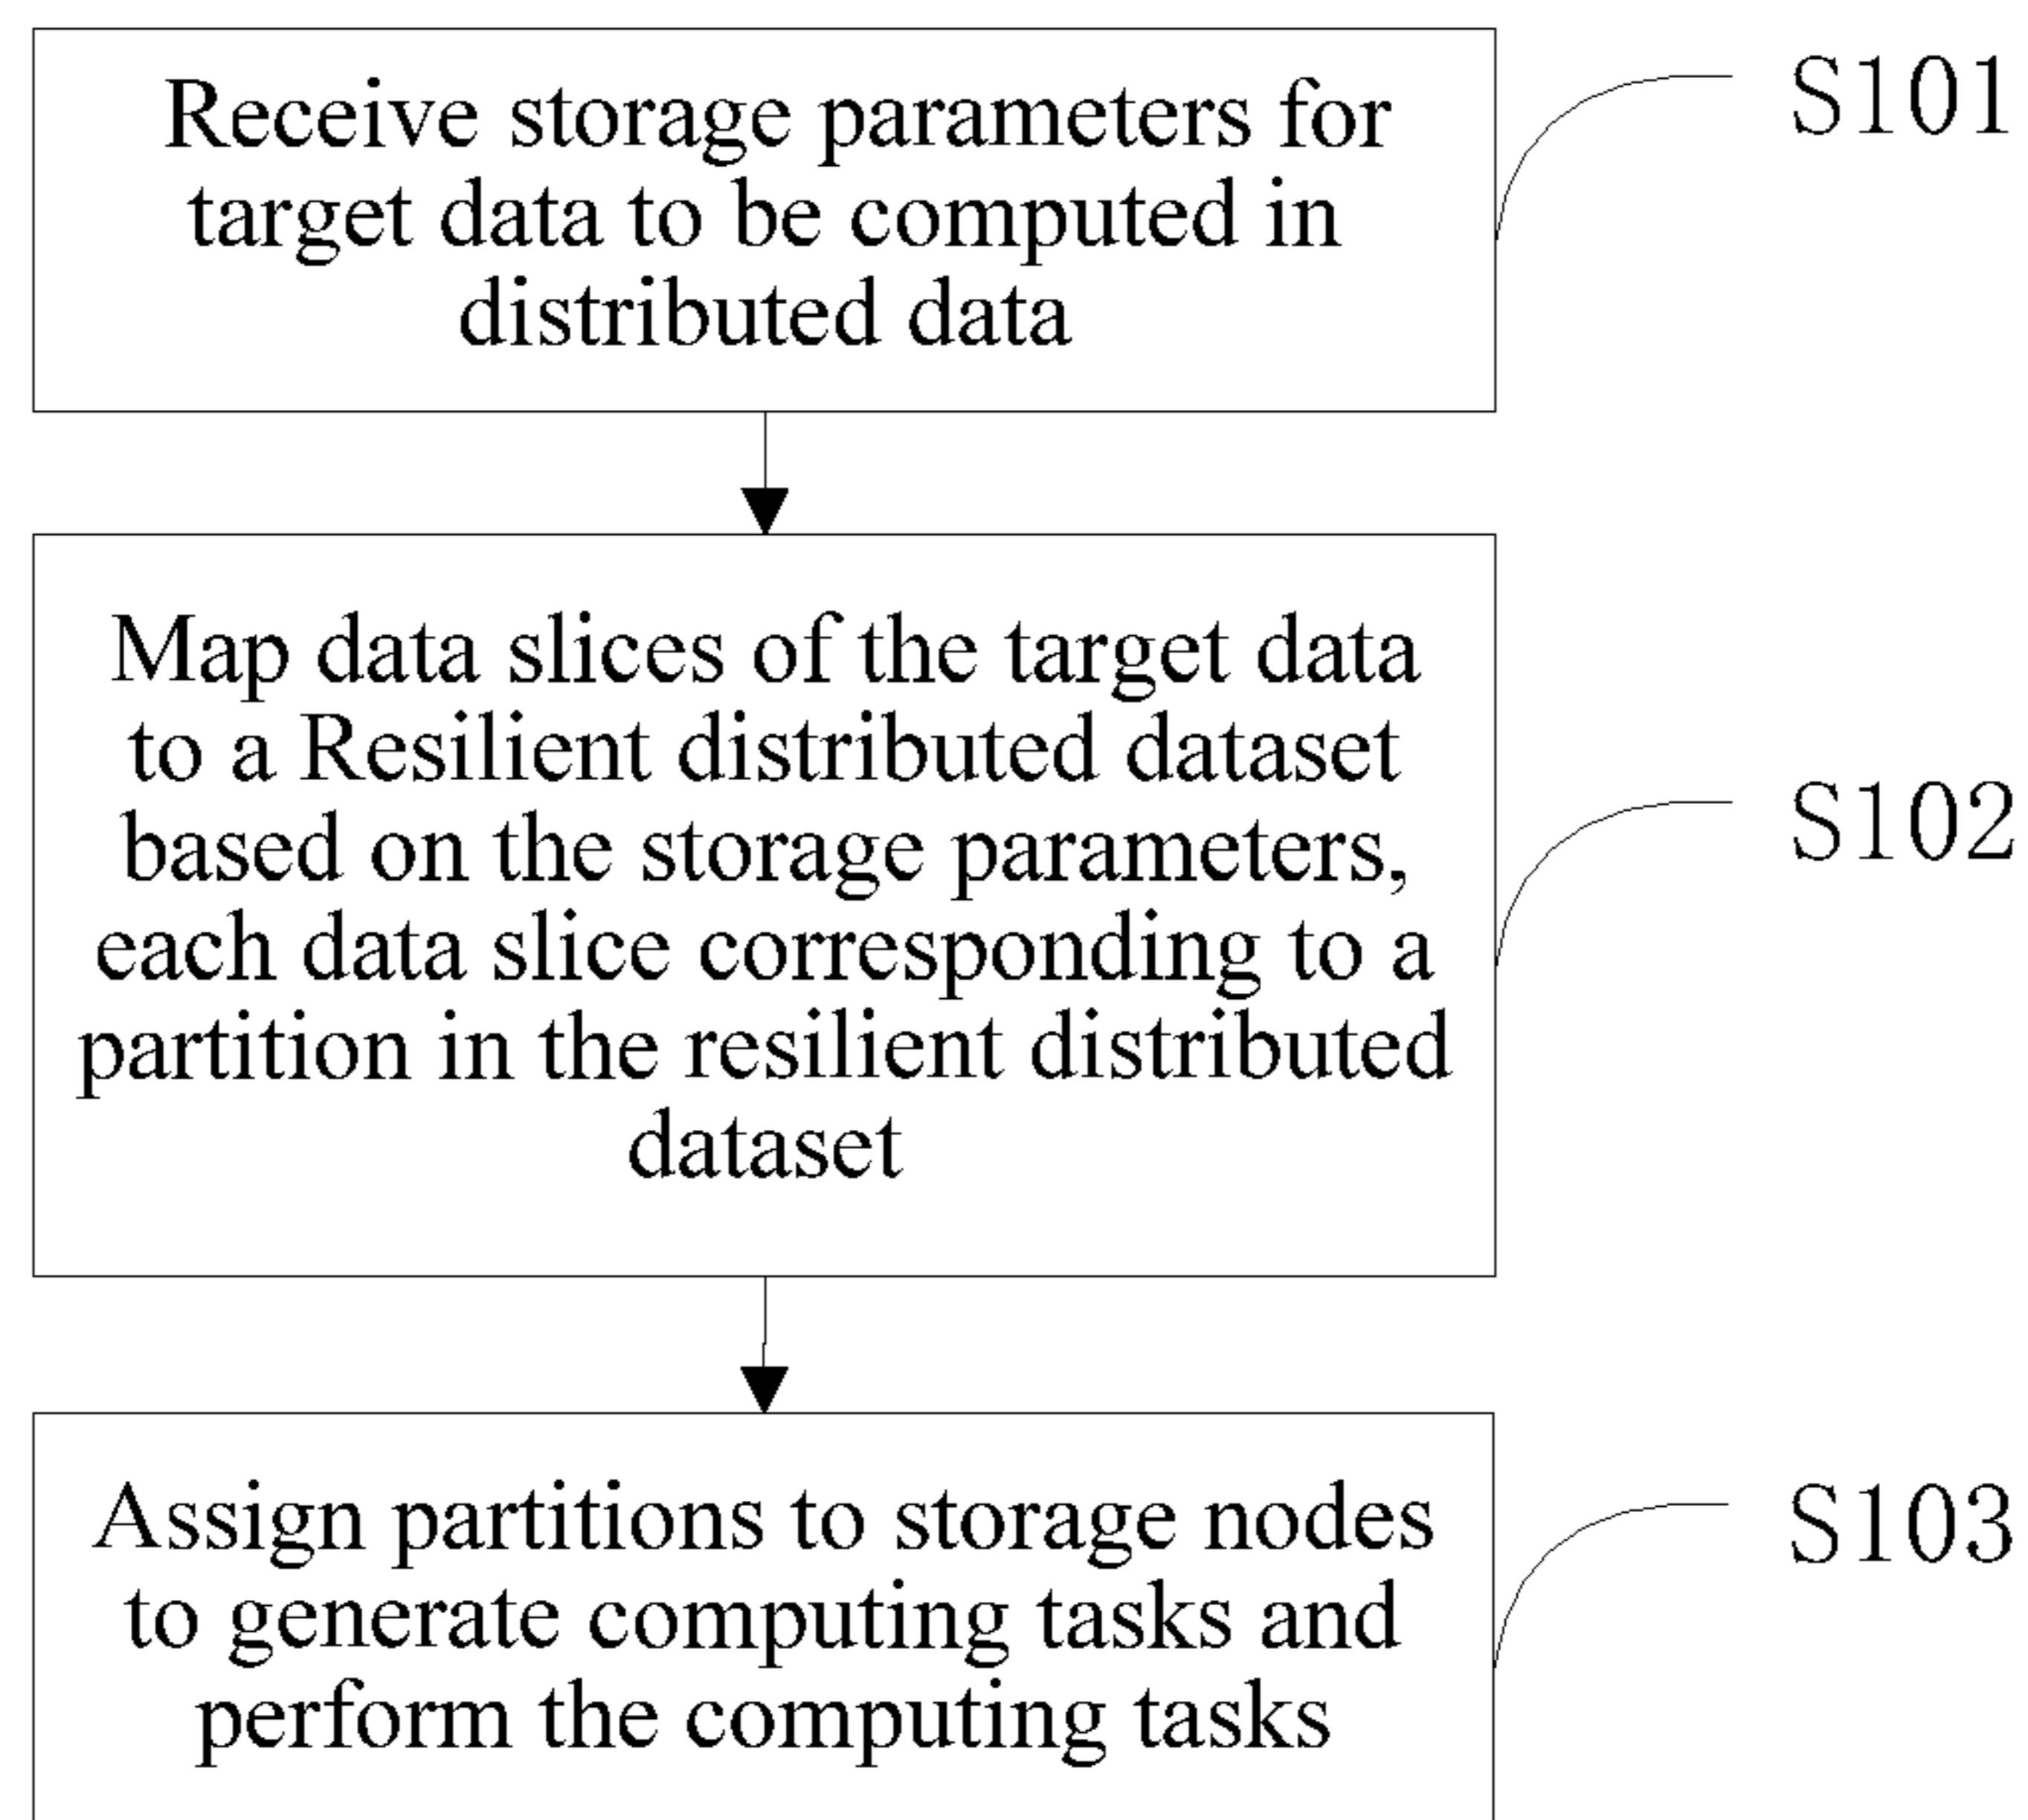 Receive storage parameters for
target data to be computed in
distributed data
S101
Map data slices of the target data
to a Resilient distributed dataset
based on the storage parameters,
each data slice corresponding to a
partition in the resilient distributed
dataset
S102
Assign partitions to storage nodes
to generate computing tasks and
perform the computing tasks
S103